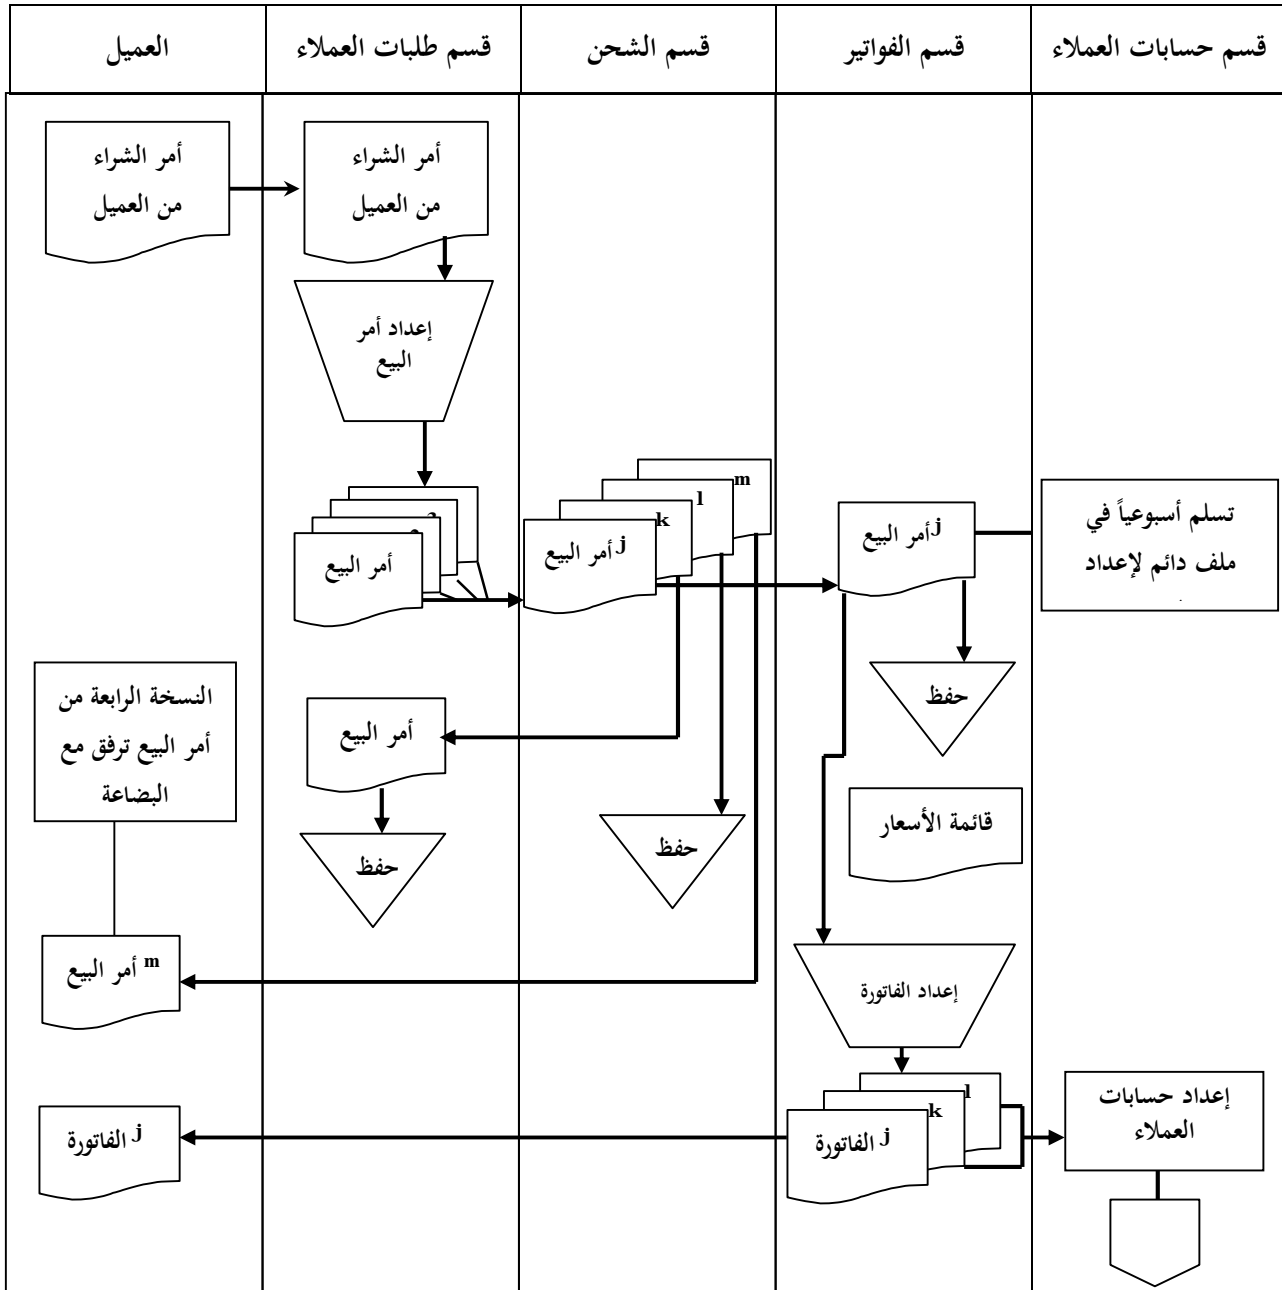 قسم حسابات العملاء
قسم الفواتير
قسم الشحن
قسم طلبات العملاء
العميل
أمر الشراء
من العميل
أمر الشراء
من العميل
إعداد أمر
البيع
أمر البيع
m
l
k
أمر البيع j
أمر البيع j
تسلم أسبوعياً في
ملف دائم لإعداد
حفظ
النسخة الرابعة من
أمر البيع ترفق مع
البضاعة
أمر البيع
حفظ
حفظ
قائمة الأسعار
أمر البيع m
إعداد الفاتورة
l
k
الفاتورة j
الفاتورة j
إعداد حسابات
العملاء